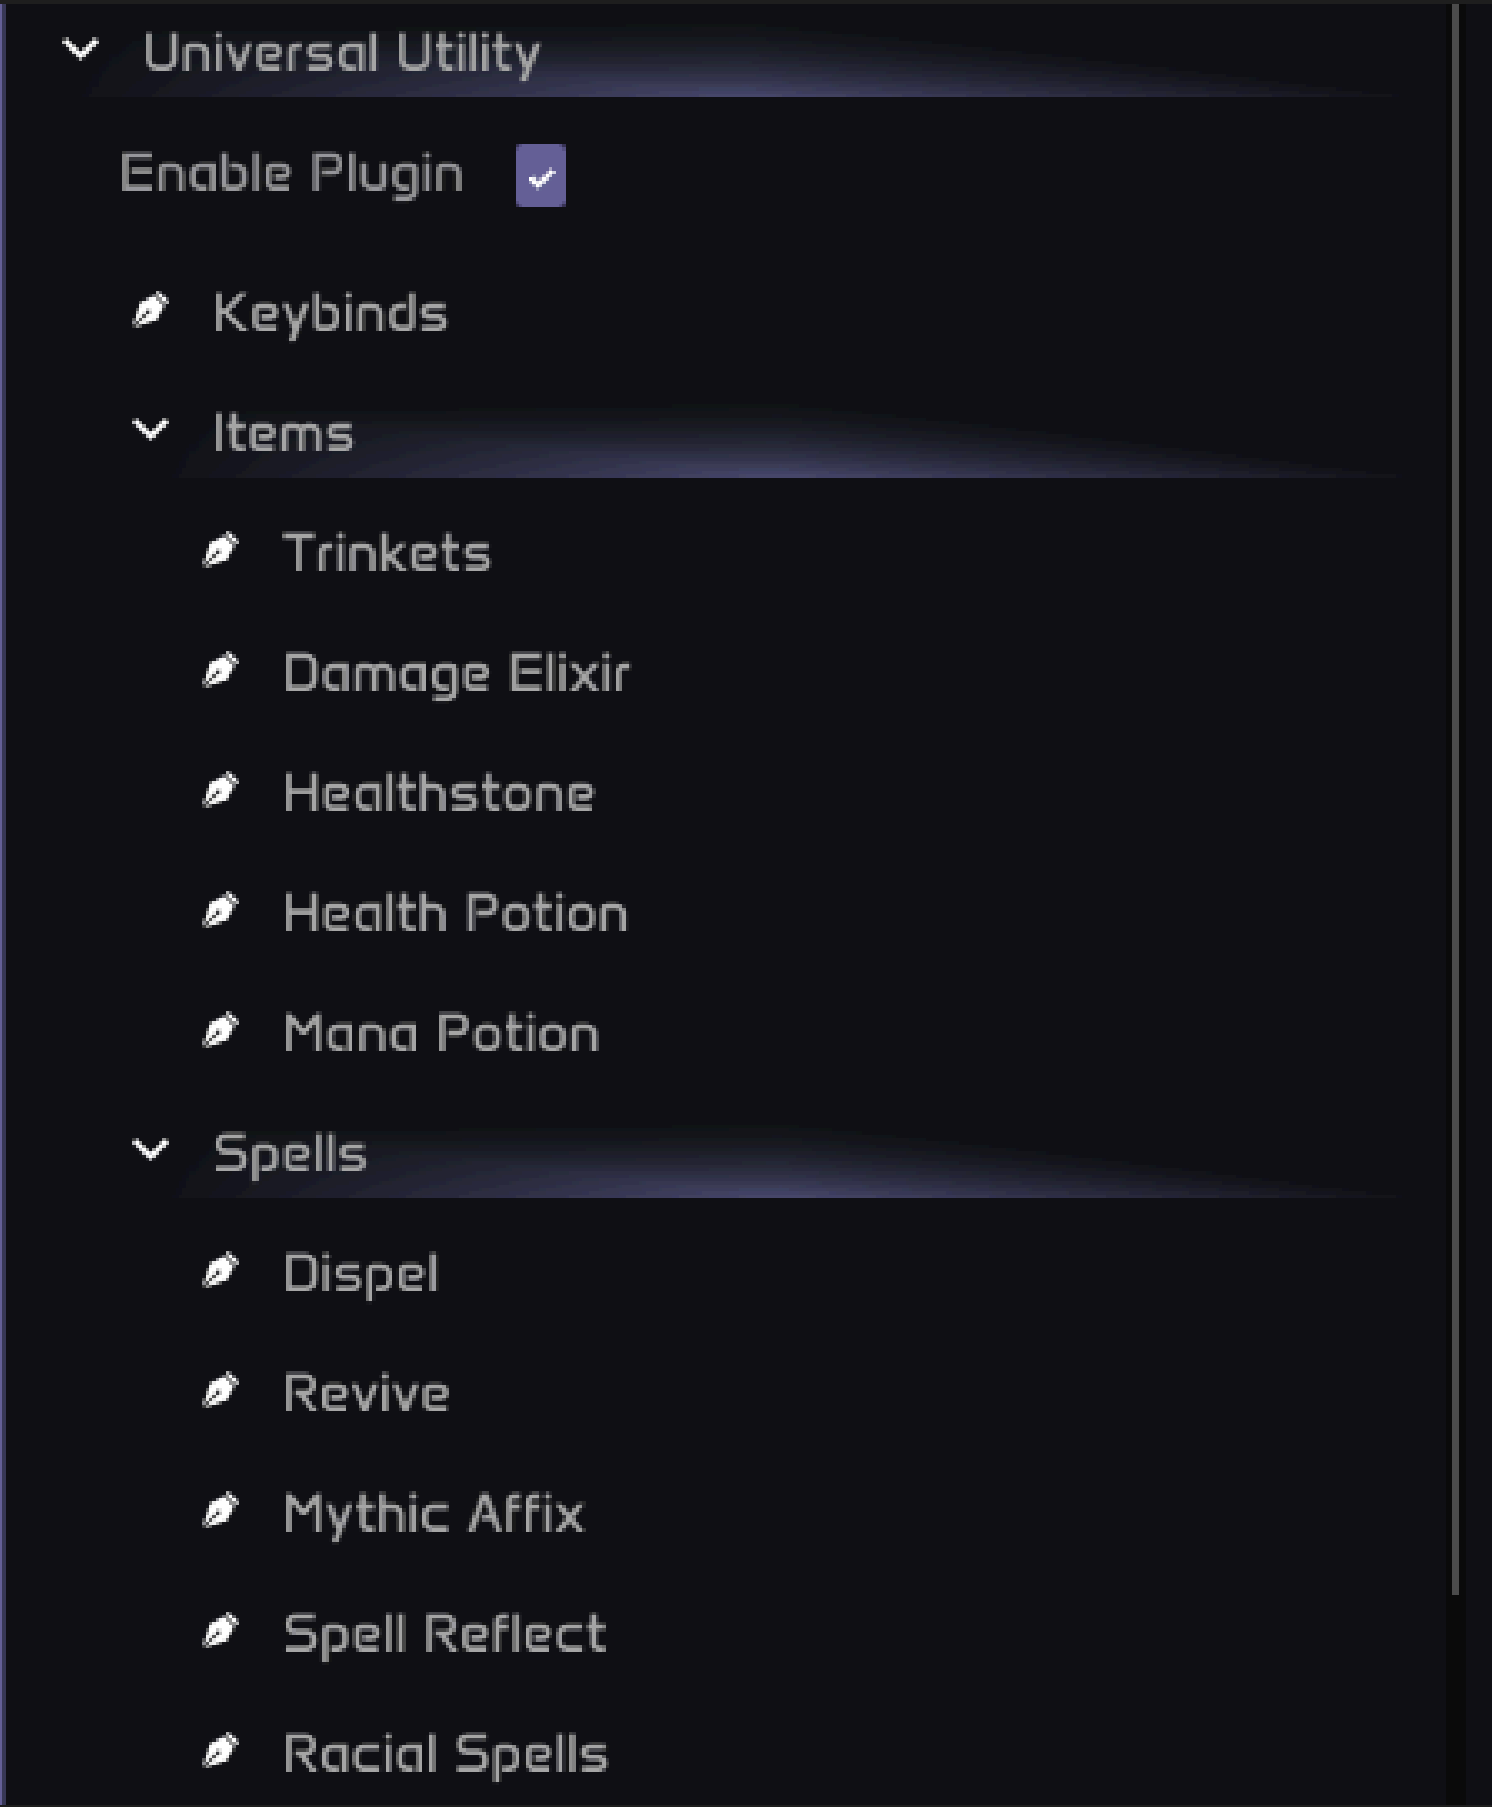 Universal Utility
Enable Plugin
Keybinds
Items
Trinkets
Damage Elixir
Healthstone
Health Potion
Mana Potion
Spells
Dispel
Revive
Mythic Affix
Spell Reflect
Racial Spells